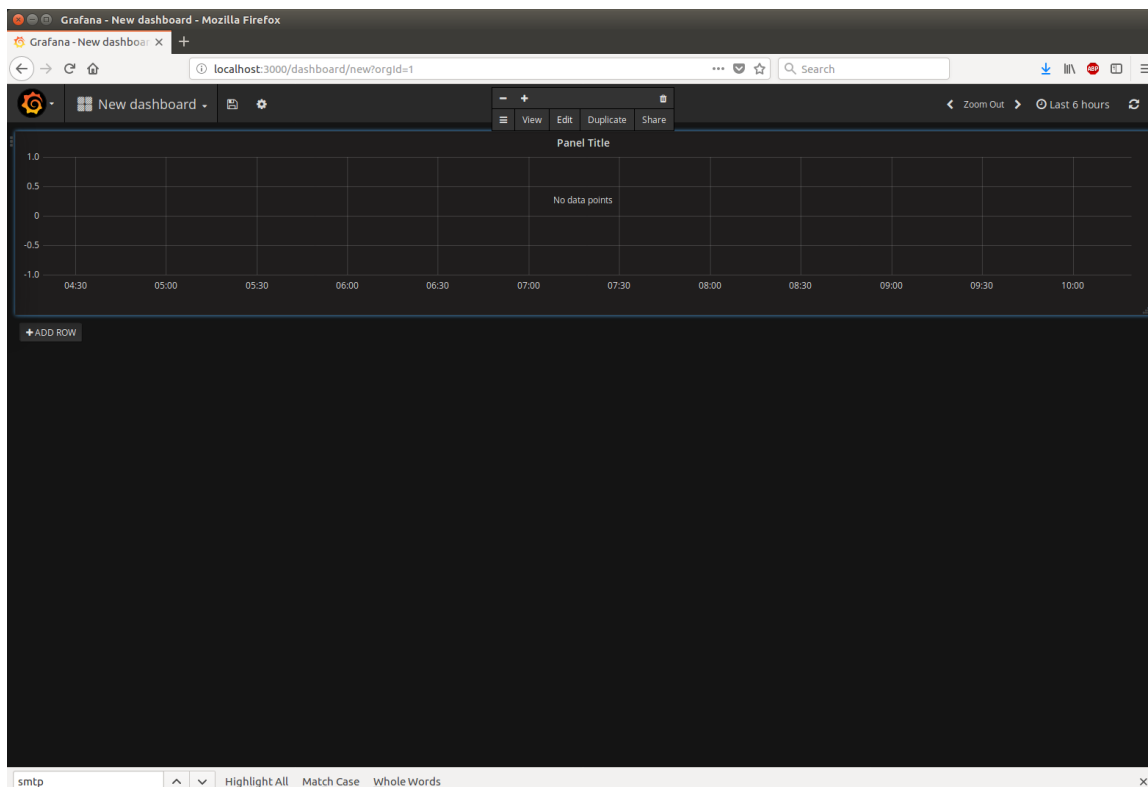 Grafana - New dashboard - Mozilla Firefox
Grafana - New dashboar
localhost:3000/dashboard/new?orgId=1
Search
ABP
New dashboard
Zoom Out
Last 6 hours
View Edit Duplicate Share
Panel Title
1.0
0.5
No data points
0
-0.5
-1.0
04:30 05:00 05:30 06:00 06:30 07:00 07:30 08:00 08:30 09:00 09:30 10:00
+ADD ROW
smtp Highlight All Match Case Whole Words